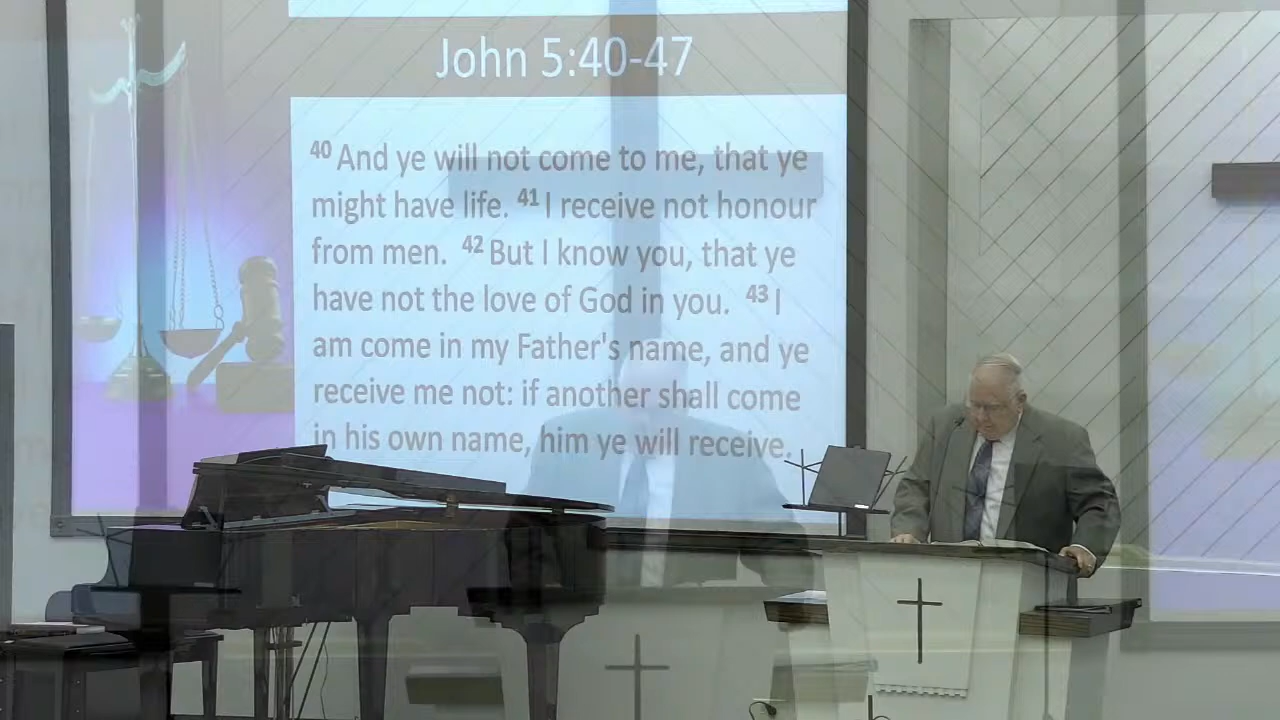 John 5:40-47
40 And ye will not come to me, that ye
might have life. 41 I receive not honour
from men. 42 But I know you, that ye
have not the love of God in you. 43 I
am come in my Father's name, and ye
receive me not: if another shall come
in his own name, him ye will receive.